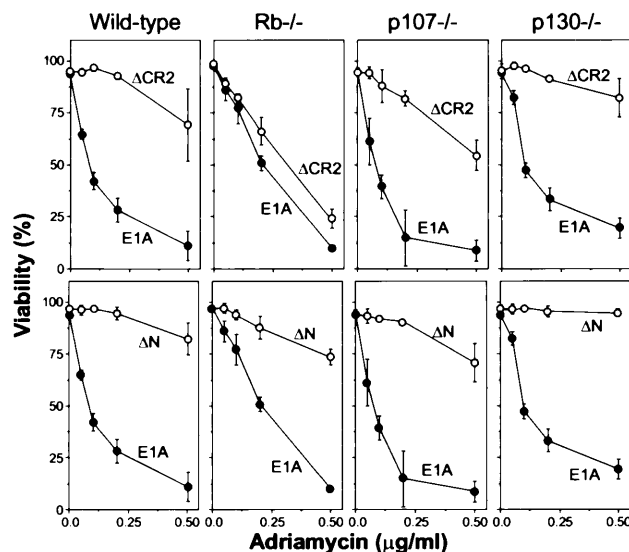 Wild-type Rb-/- p107-/- p130-/-
100
75
50
25
0
ΔCR2
E1A
ΔCR2
E1A
ΔCR2
E1A
ΔCR2
E1A
Viability (%)
100
75
50
25
0
ΔN
E1A
ΔN
E1A
ΔN
E1A
ΔN
E1A
0.0 0.25 0.50 0.0 0.25 0.50 0.0 0.25 0.50 0.0 0.25 0.50
Adriamycin (μg/ml)